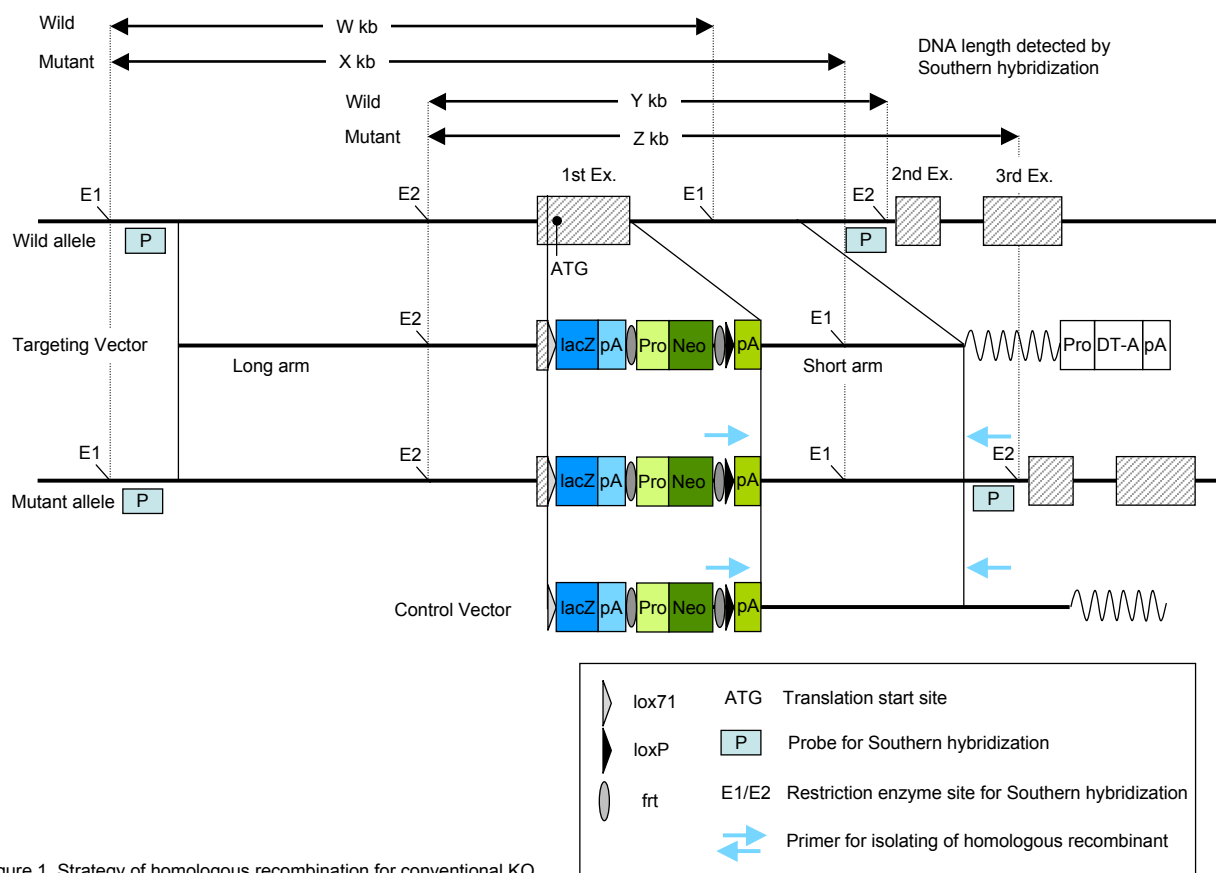 Wild
W kb
Mutant
X kb
DNA length detected by
Southern hybridization
Wild
Y kb
Mutant
Z kb
E1
E2
1st Ex.
E1
E2
2nd Ex.
3rd Ex.
Wild allele
P
ATG
P
Targeting Vector
E2
lacZ
pA
Pro
Neo
pA
E1
Pro
DT-A
pA
Long arm
Short arm
E1
E2
E1
E2
Mutant allele
P
lacZ
pA
Pro
Neo
pA
P
Control Vector
lacZ
pA
Pro
Neo
pA
lox71
ATG
Translation start site
loxP
P
Probe for Southern hybridization
frt
E1/E2
Restriction enzyme site for Southern hybridization
Primer for isolating of homologous recombinant
gure 1. Strategy of homologous recombination for conventional KO